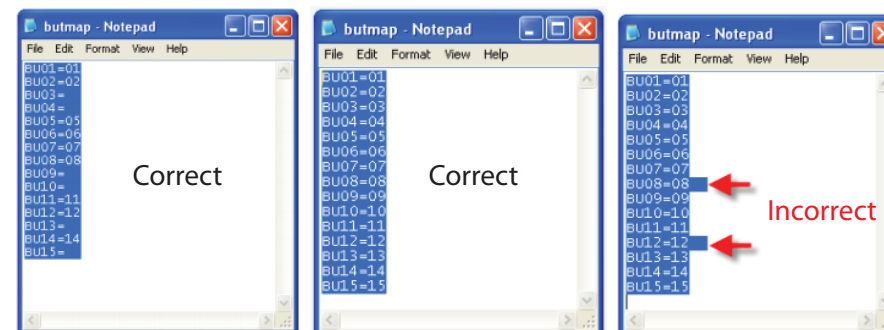 butmap - Notepad
File Edit Format View Help
BU01=01
BU02=02
BU03=
BU04=
BU05=05
BU06=06
BU07=07
BU08=08
BU09=
BU10=
BU11=11
BU12=12
BU13=
BU14=14
BU15=
Correct
butmap - Notepad
File Edit Format View Help
BU01=01
BU02=02
BU03=03
BU04=04
BU05=05
BU06=06
BU07=07
BU08=08
BU09=09
BU10=10
BU11=11
BU12=12
BU13=13
BU14=14
BU15=15
Correct
butmap - Notepad
File Edit Format View Help
BU01=01
BU02=02
BU03=03
BU04=04
BU05=05
BU06=06
BU07=07
BU08=08
BU09=09
BU10=10
BU11=11
BU12=12
BU13=13
BU14=14
BU15=15
Incorrect